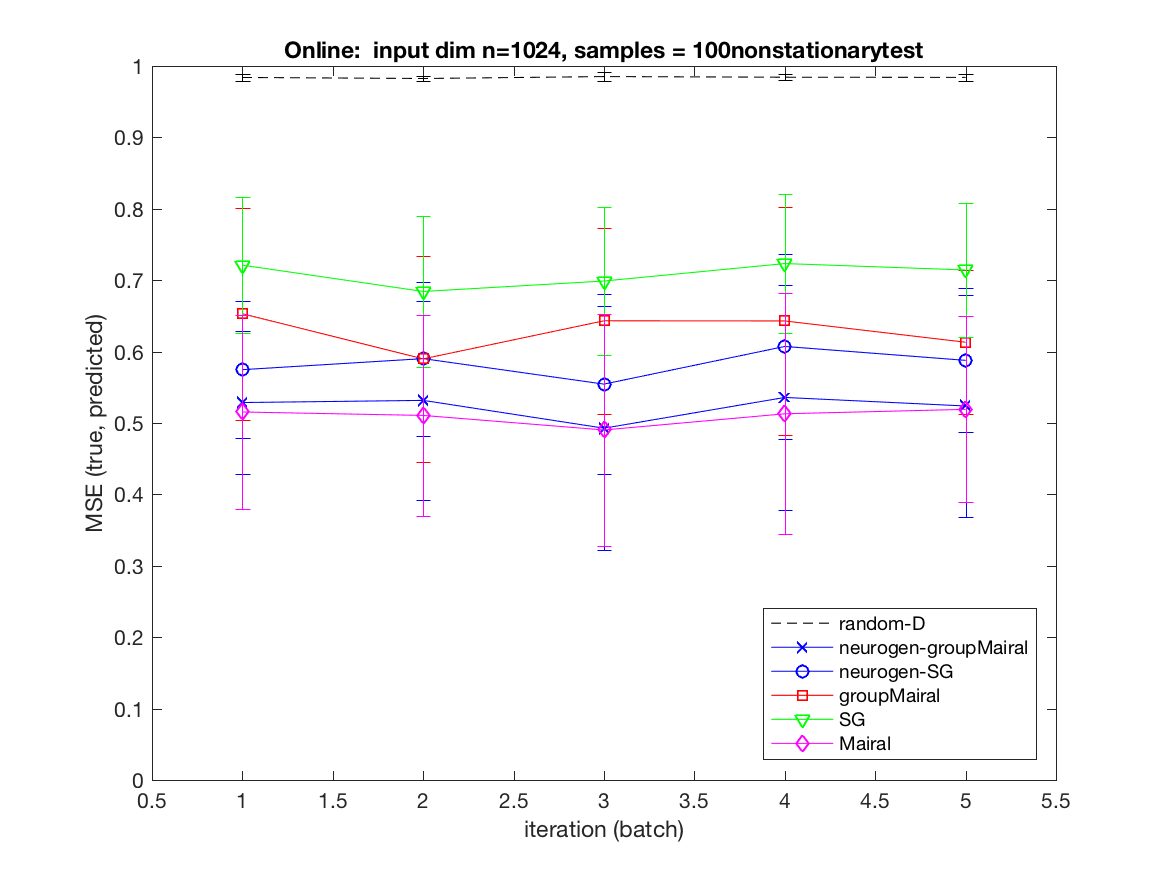 Online:  input dim n=1024, samples = 100nonstationarytest
1
0.9
0.8
0.7
0.6
0.5
0.4
0.3
0.2
0.1
0
MSE (true, predicted)
random-D
neurogen-groupMairal
neurogen-SG
groupMairal
SG
Mairal
0.5 1 1.5 2 2.5 3 3.5 4 4.5 5 5.5
iteration (batch)